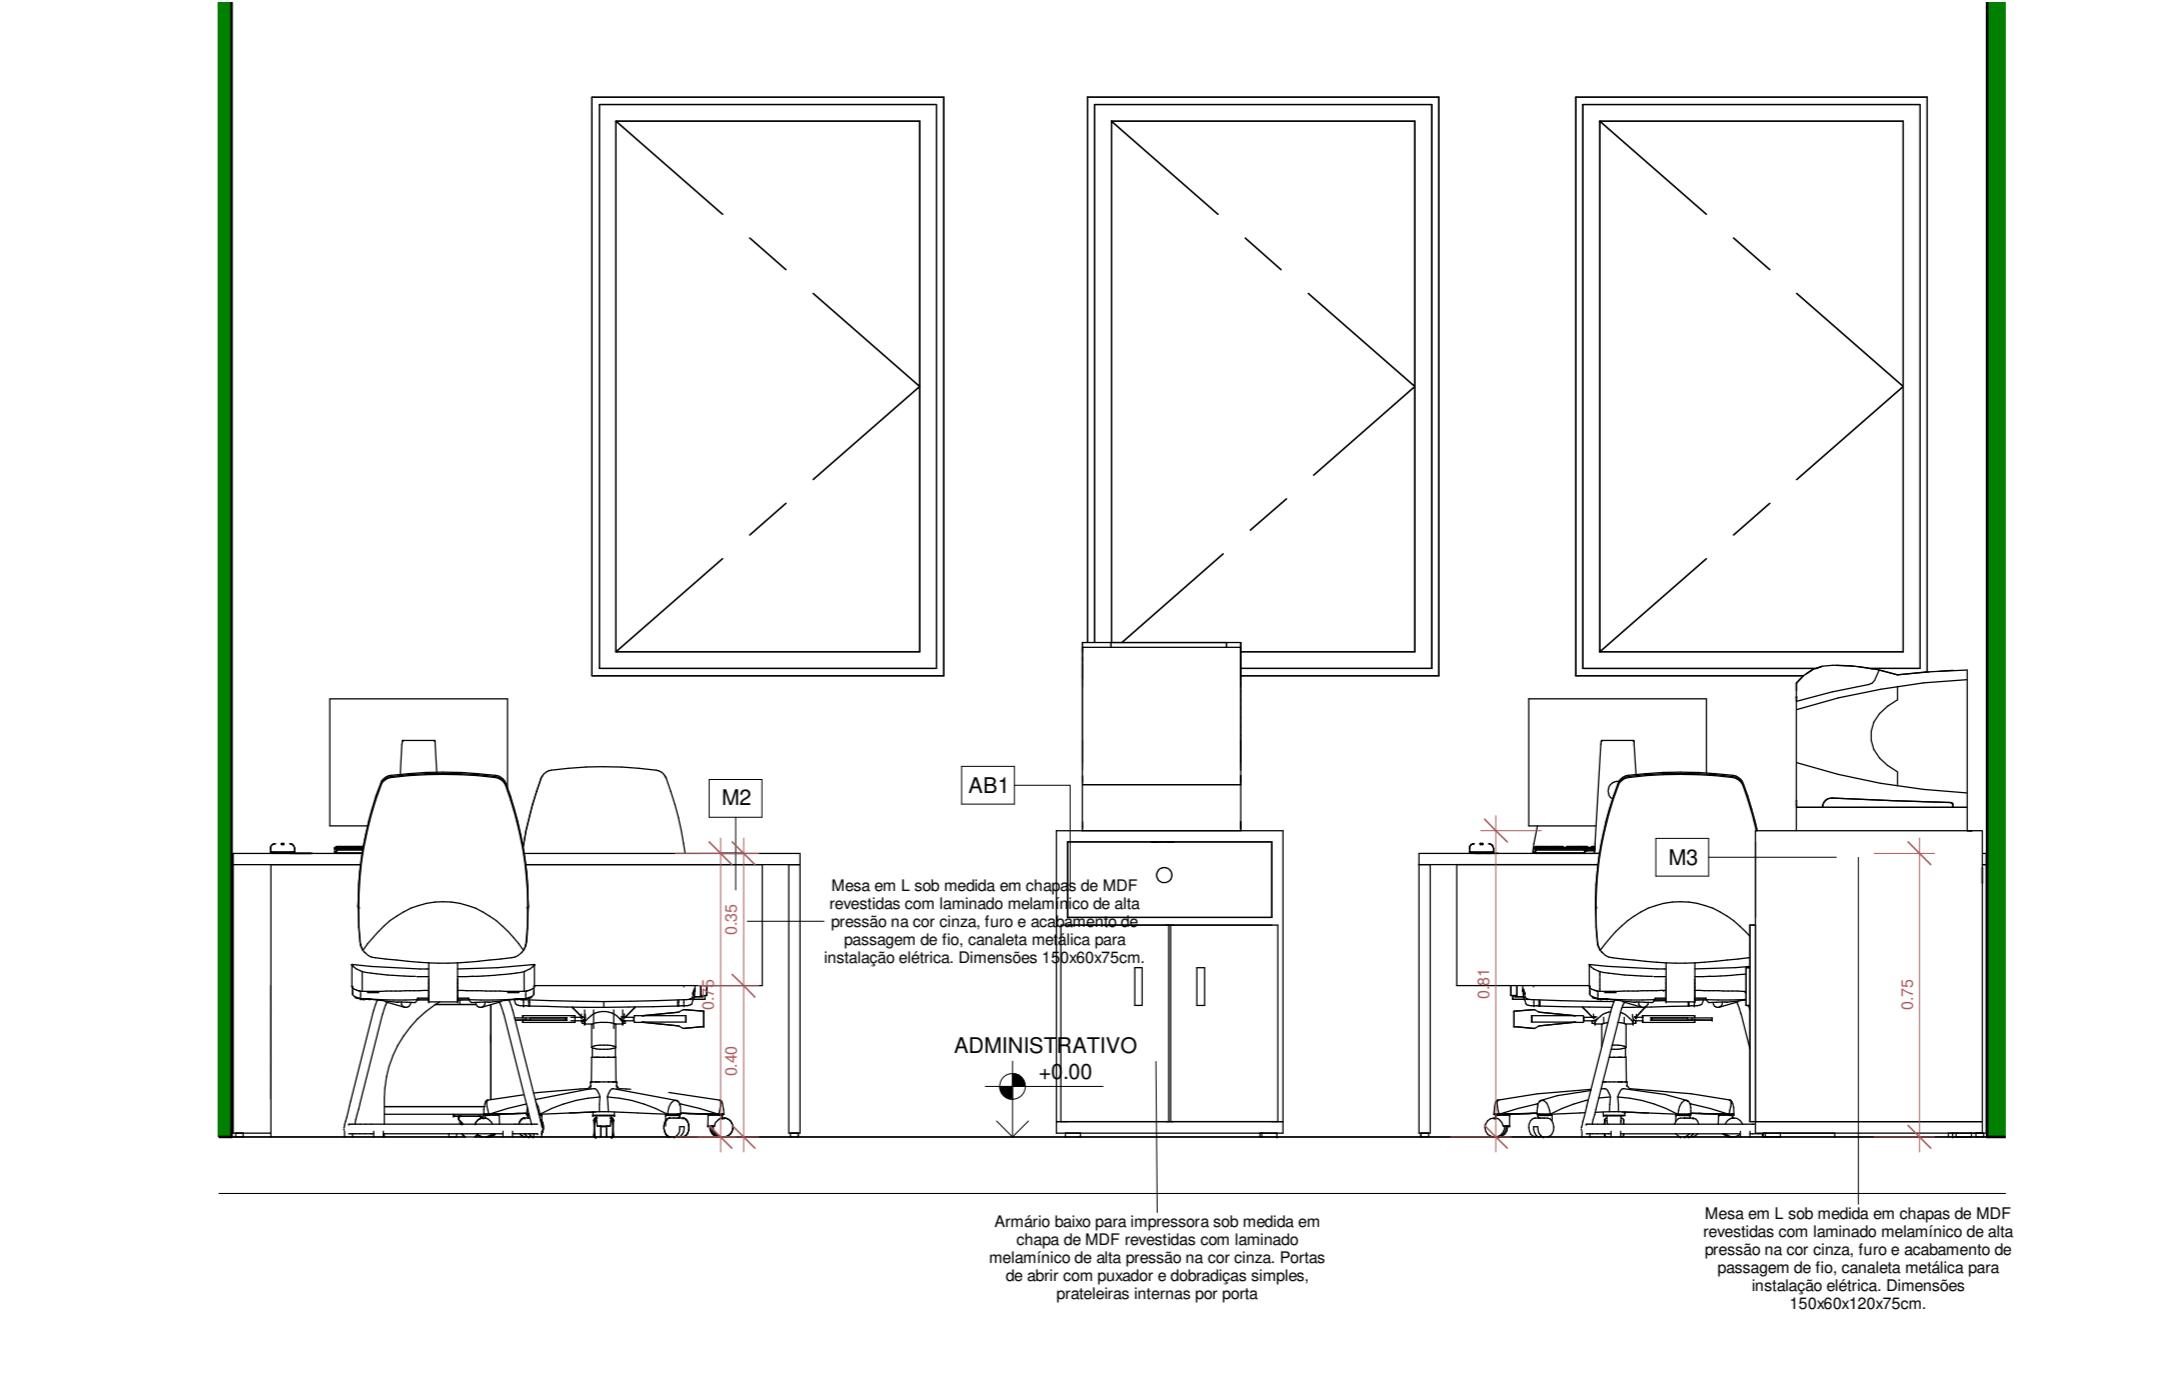 M2
AB1
M3
Mesa em L sob medida em chapas de MDF
revestidas com laminado melamínico de alta
pressão na cor cinza, furo e acabamento de
passagem de fio, canaleta metálica para
instalação elétrica. Dimensões 150x60x75cm.
0.35
0.75
0.40
0.81
0.75
ADMINISTRATIVO
+0.00
Armário baixo para impressora sob medida em
chapa de MDF revestidas com laminado
melamínico de alta pressão na cor cinza. Portas
de abrir com puxador e dobradiças simples,
prateleiras internas por porta
Mesa em L sob medida em chapas de MDF
revestidas com laminado melamínico de alta
pressão na cor cinza, furo e acabamento de
passagem de fio, canaleta metálica para
instalação elétrica. Dimensões
150x60x120x75cm.